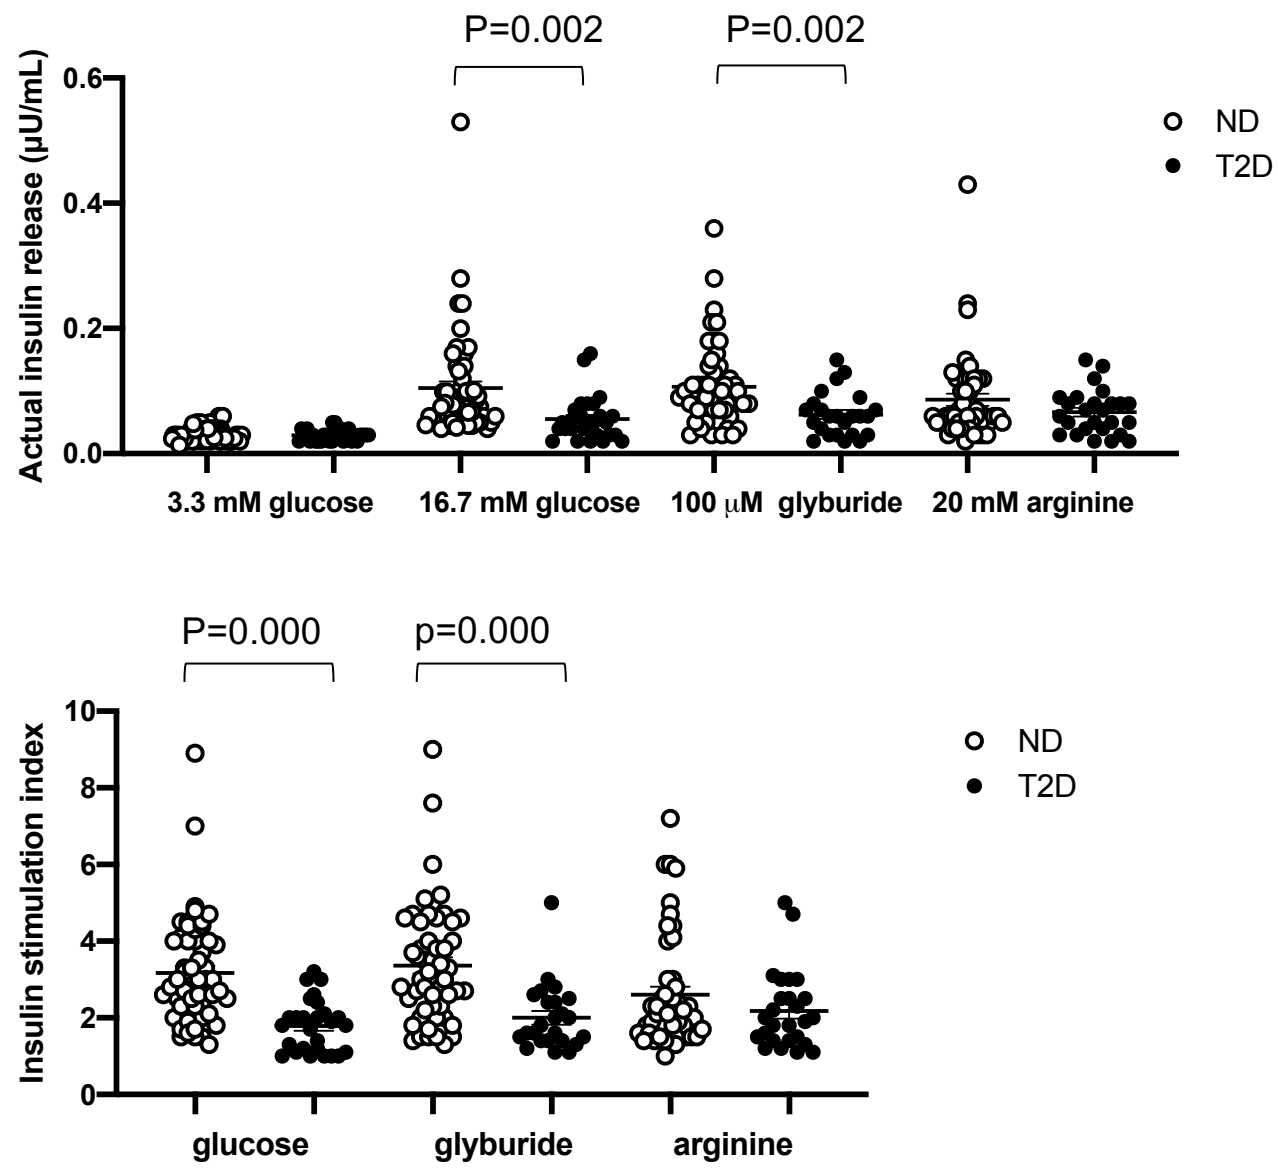 P=0.002 P=0.002
Actual insulin release (µU/mL)
0.6
0.4
0.2
0.0
ND
T2D
3.3 mM glucose 16.7 mM glucose 100 µM glyburide 20 mM arginine
P=0.000 p=0.000
Insulin stimulation index
10
8
6
4
2
0
ND
T2D
glucose glyburide arginine